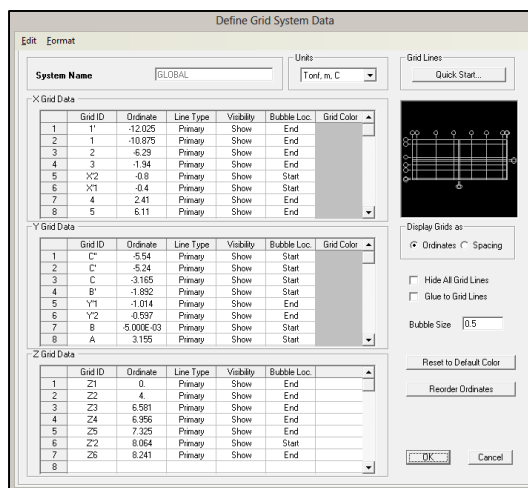 Define Grid System Data
Edit Format
System Name GLOBAL
Units
Tonf, m, C
Grid Lines
Quick Start...
X Grid Data
Grid ID Ordinate Line Type Visibility Bubble Loc. Grid Color
1 1' -12.025 Primary Show End
2 1 -10.875 Primary Show End
3 2 -6.29 Primary Show End
4 3 -1.94 Primary Show End
5 X'2 -0.8 Primary Show Start
6 X'1 -0.4 Primary Show Start
7 4 2.41 Primary Show End
8 5 6.11 Primary Show End
Y Grid Data
Grid ID Ordinate Line Type Visibility Bubble Loc. Grid Color
1 C'' -5.54 Primary Show Start
2 C' -5.24 Primary Show Start
3 C -3.165 Primary Show Start
4 B' -1.892 Primary Show Start
5 Y''1 -1.014 Primary Show End
6 Y''2 -0.597 Primary Show End
7 B -5.000E-03 Primary Show Start
8 A 3.155 Primary Show Start
Z Grid Data
Grid ID Ordinate Line Type Visibility Bubble Loc.
1 Z1 0. Primary Show End
2 Z2 4. Primary Show End
3 Z3 6.581 Primary Show End
4 Z4 6.956 Primary Show End
5 Z5 7.325 Primary Show End
6 Z'2 8.064 Primary Show Start
7 Z6 8.241 Primary Show End
8
Display Grids as
Ordinates Spacing
Hide All Grid Lines
Glue to Grid Lines
Bubble Size 0.5
Reset to Default Color
Reorder Ordinates
OK Cancel